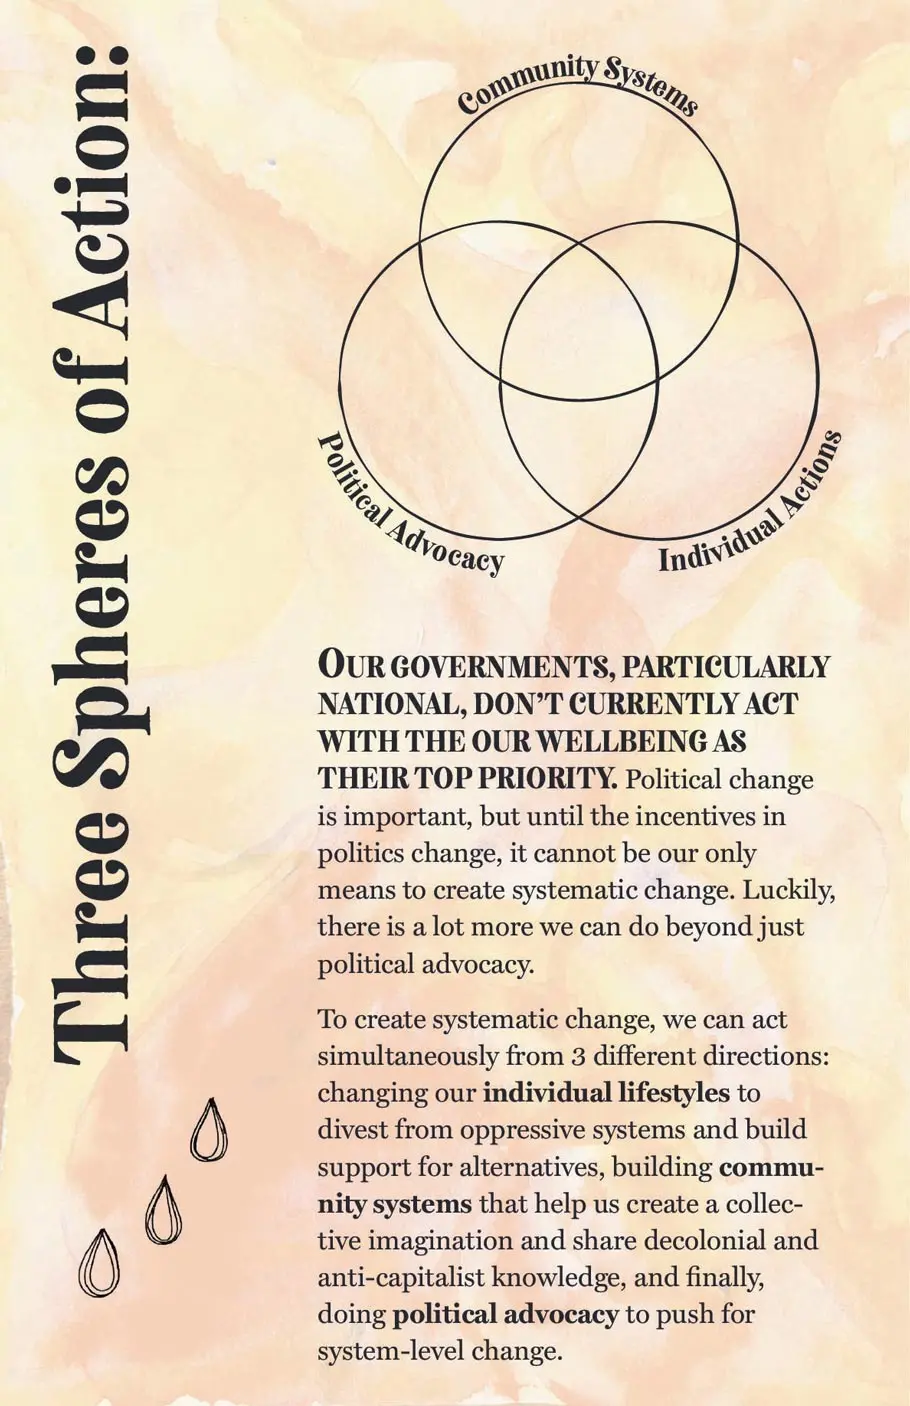 Three Spheres of Action:
Community Systems
Political Advocacy
Individual Actions
OUR GOVERNMENTS, PARTICULARLY
NATIONAL, DON'T CURRENTLY ACT
WITH THE OUR WELLBEING AS
THEIR TOP PRIORITY. Political change
is important, but until the incentives in
politics change, it cannot be our only
means to create systematic change. Luckily,
there is a lot more we can do beyond just
political advocacy.
To create systematic change, we can act
simultaneously from 3 different directions:
changing our individual lifestyles to
divest from oppressive systems and build
support for alternatives, building commu-
nity systems that help us create a collec-
tive imagination and share decolonial and
anti-capitalist knowledge, and finally,
doing political advocacy to push for
system-level change.